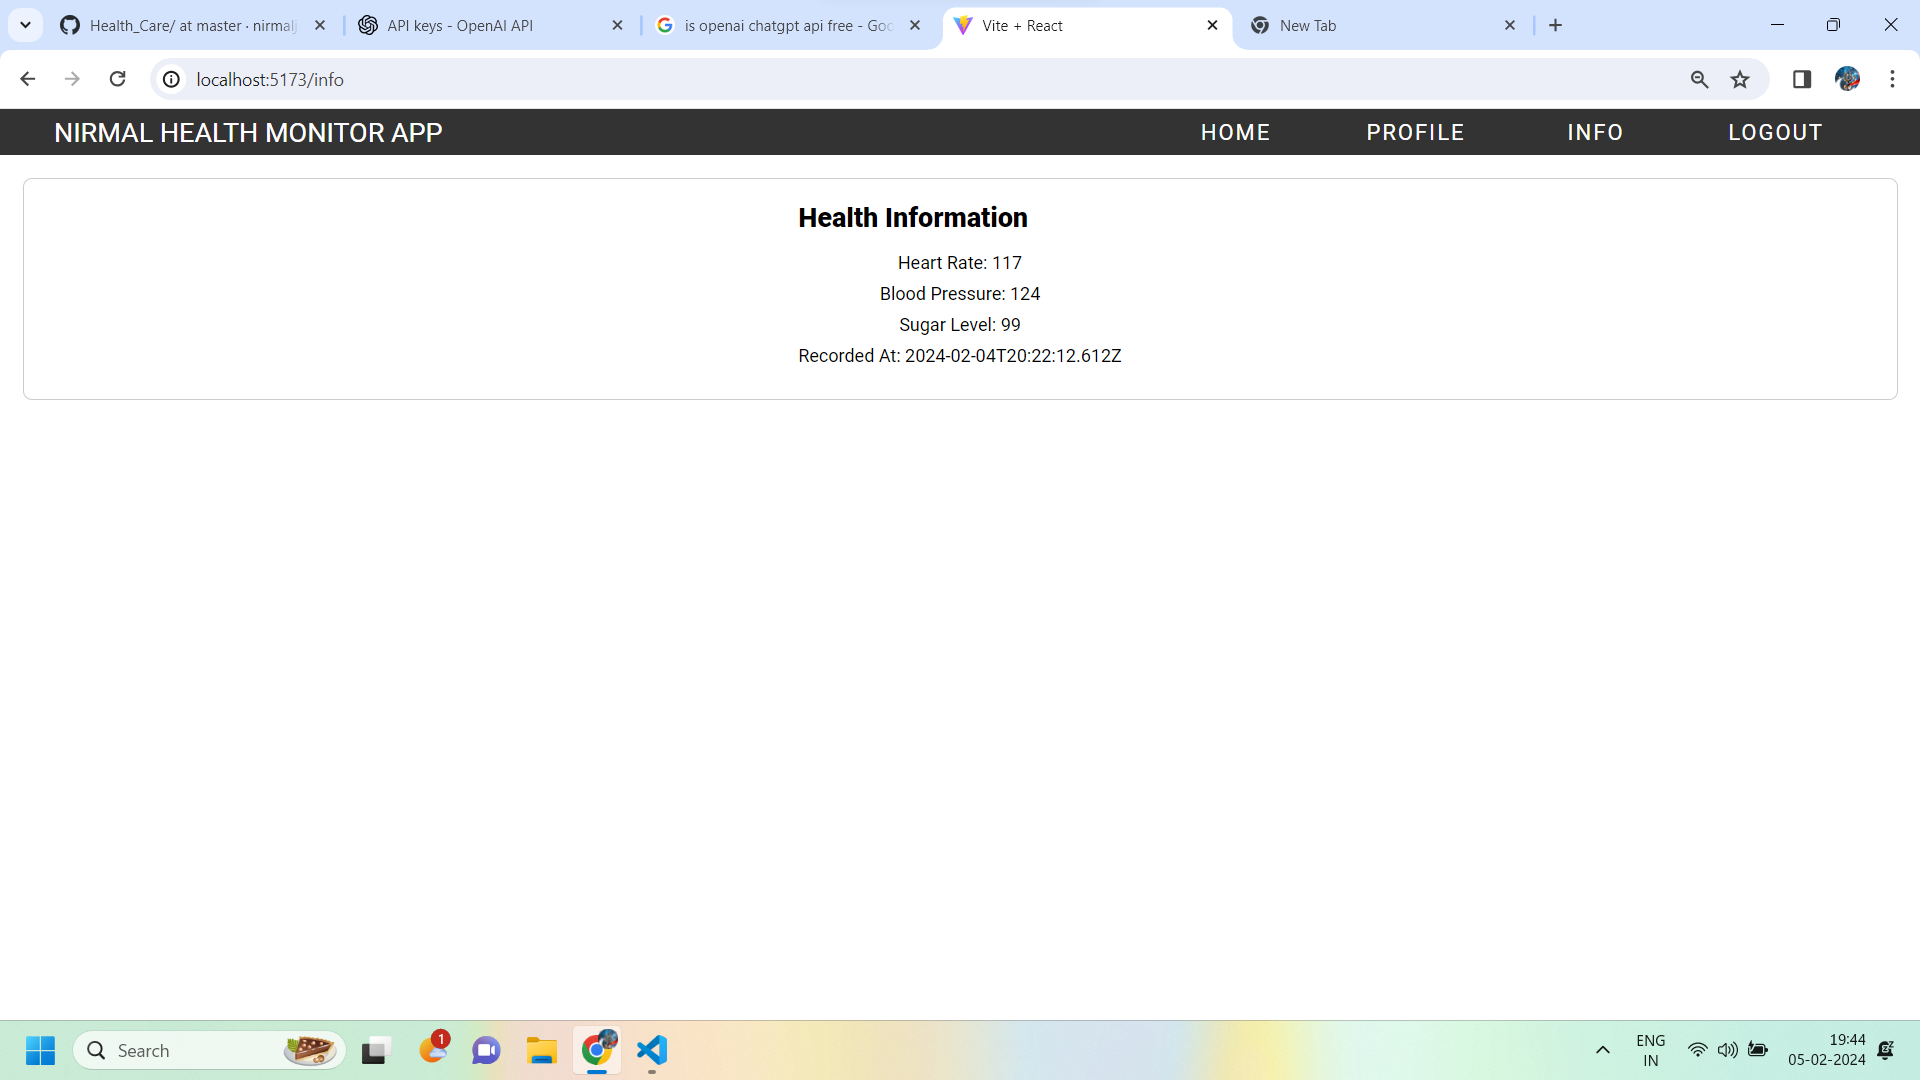 Health_Care/ at master · nirmalj
API keys - OpenAI API
is openai chatgpt api free - Goo
Vite + React
New Tab
localhost:5173/info
NIRMAL HEALTH MONITOR APP
HOME
PROFILE
INFO
LOGOUT
Health Information
Heart Rate: 117
Blood Pressure: 124
Sugar Level: 99
Recorded At: 2024-02-04T20:22:12.612Z
Search
1
ENG
IN
19:44
05-02-2024